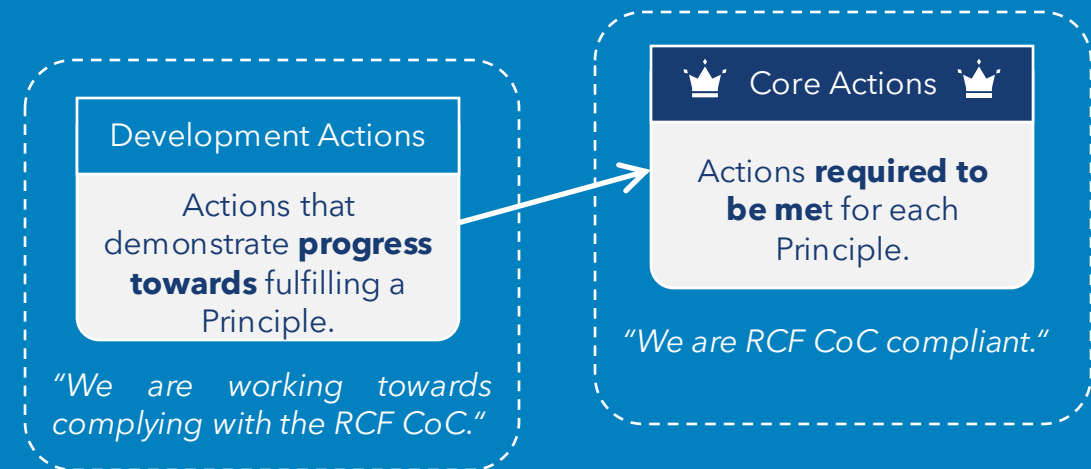 Development Actions
Actions that
demonstrate progress
towards fulfilling a
Principle.
“We are working towards
complying with the RCF CoC.“
Core Actions
Actions required to
be met for each
Principle.
“We are RCF CoC compliant.“